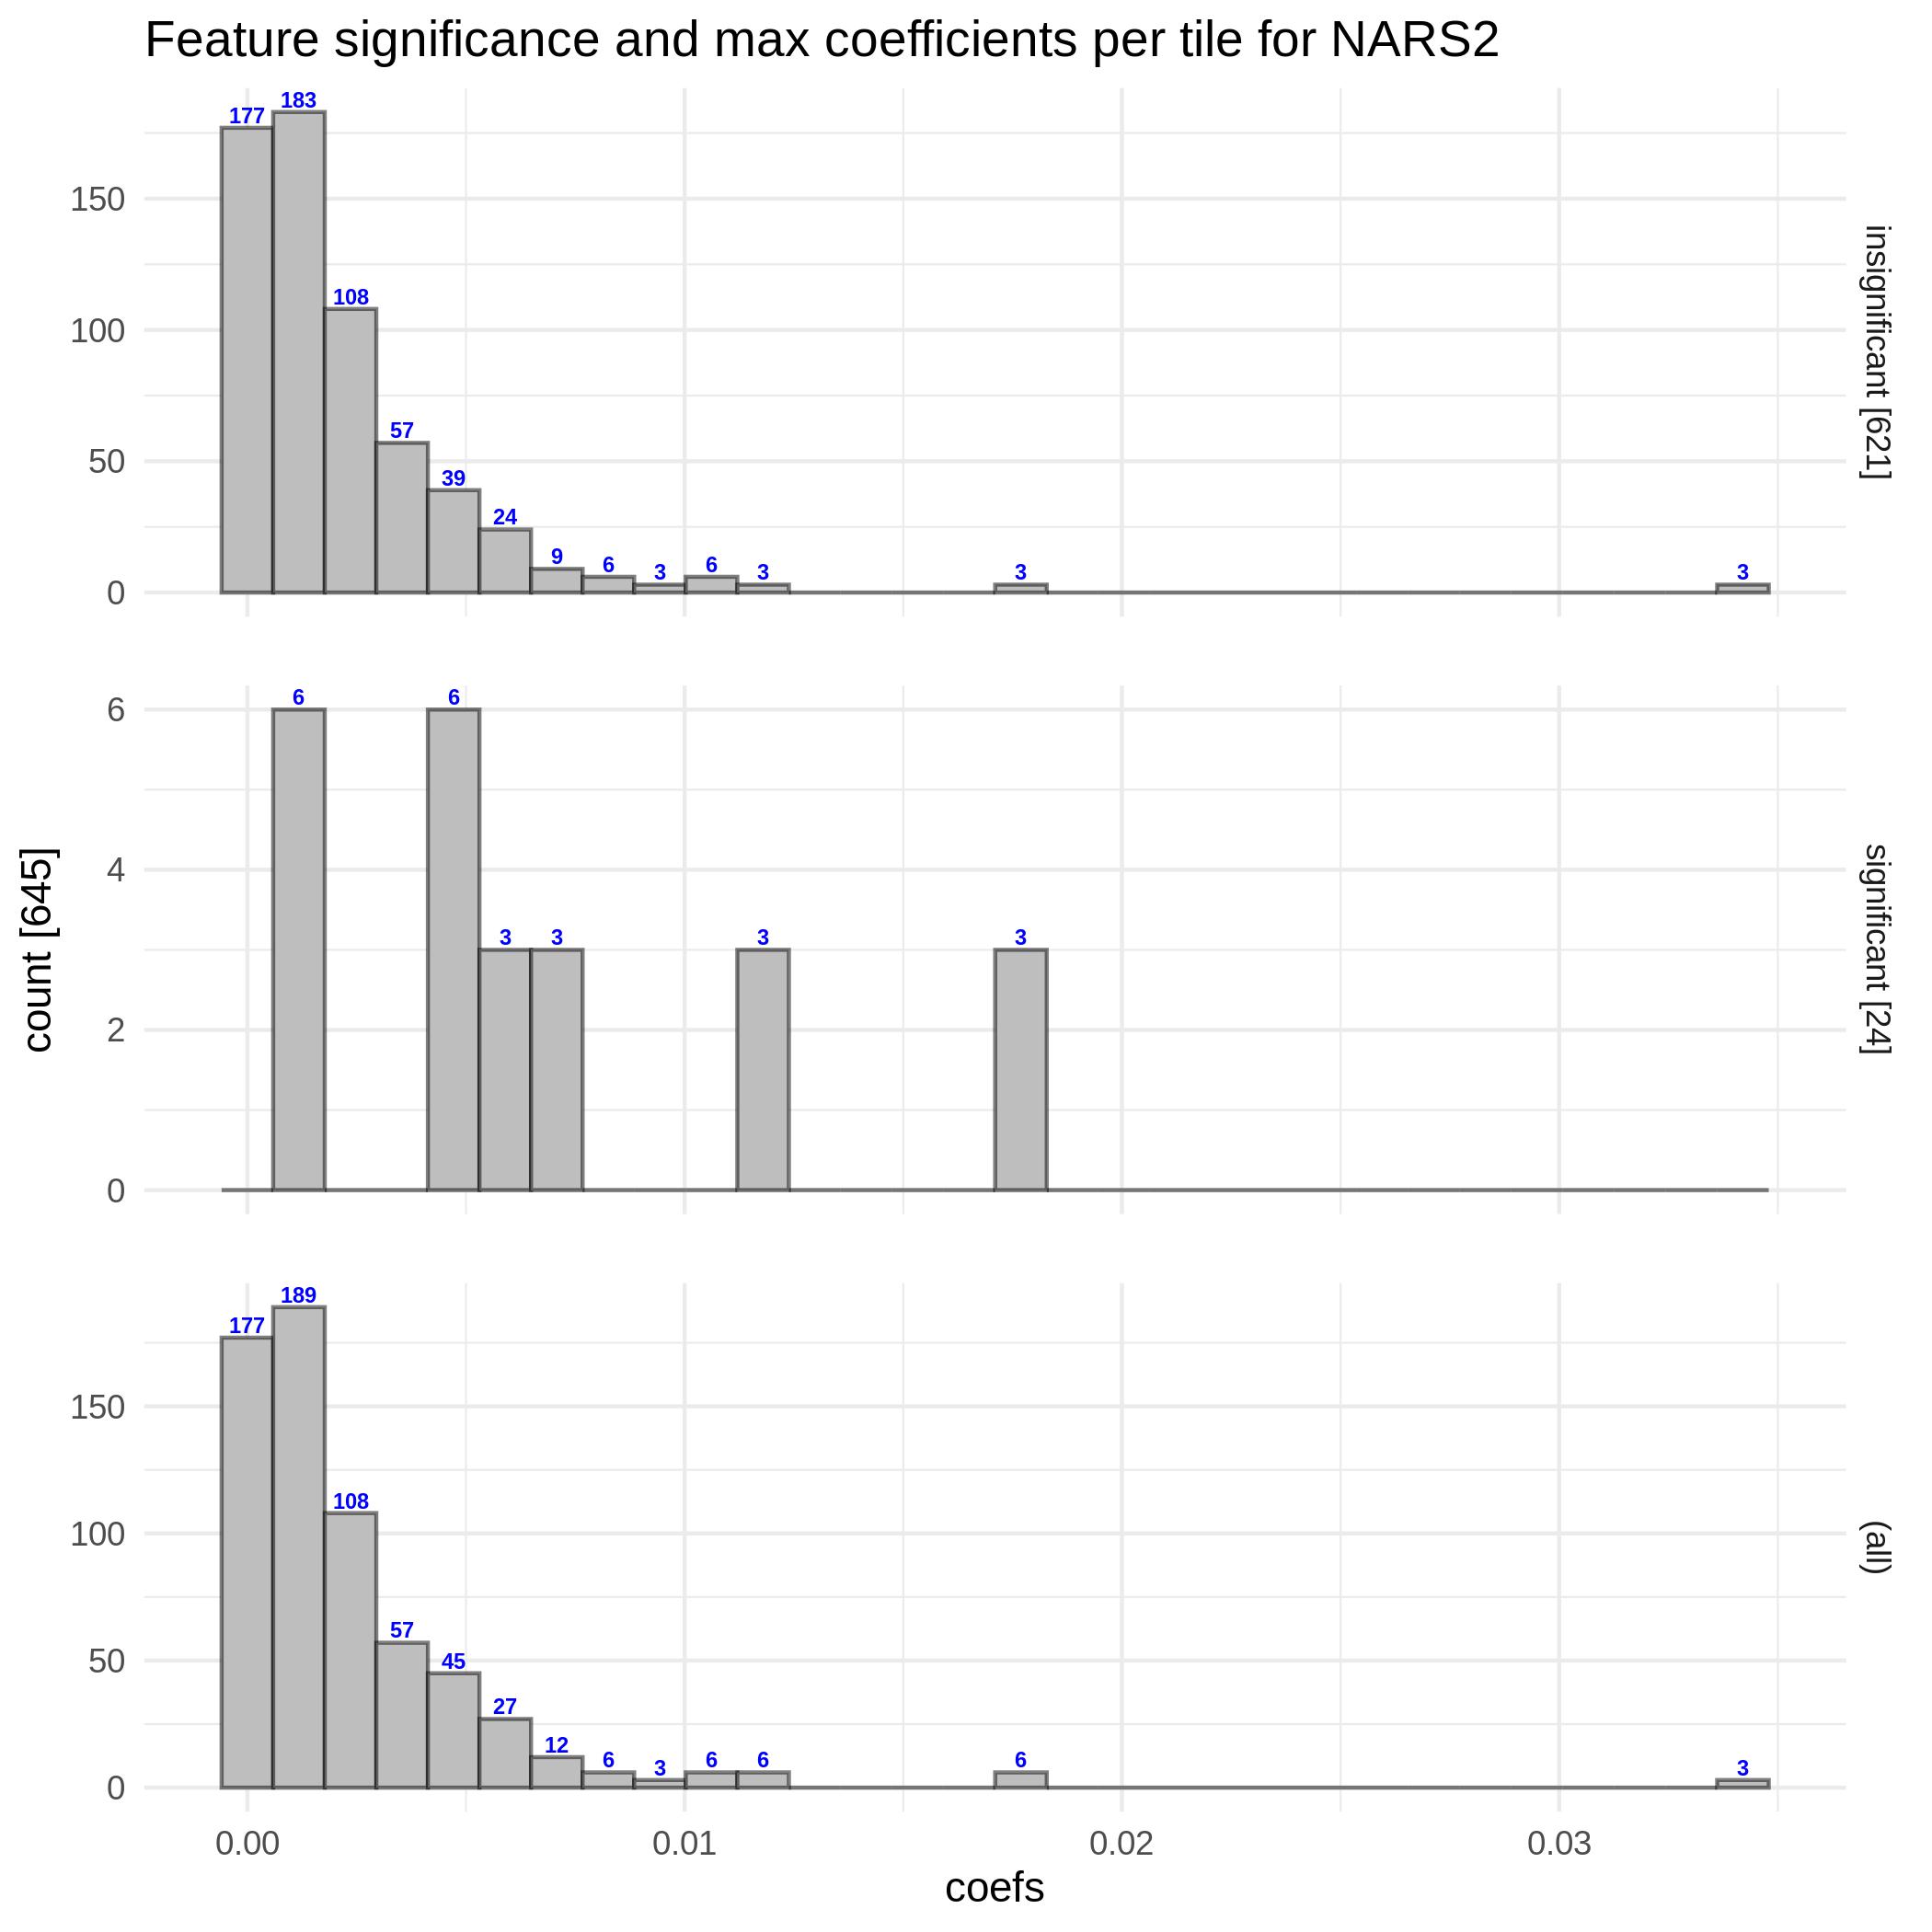 Feature significance and max coefficients per tile for NARS2
177 183 108 57 39 24 9 6 3 6 3 3 3
150
100
50
0
insignificant [621]
6 6 3 3 3 3
6
4
2
0
significant [24]
count [645]
177 189 108 57 45 27 12 6 3 6 6 6 3
150
100
50
0
(all)
0.00 0.01 0.02 0.03
coefs